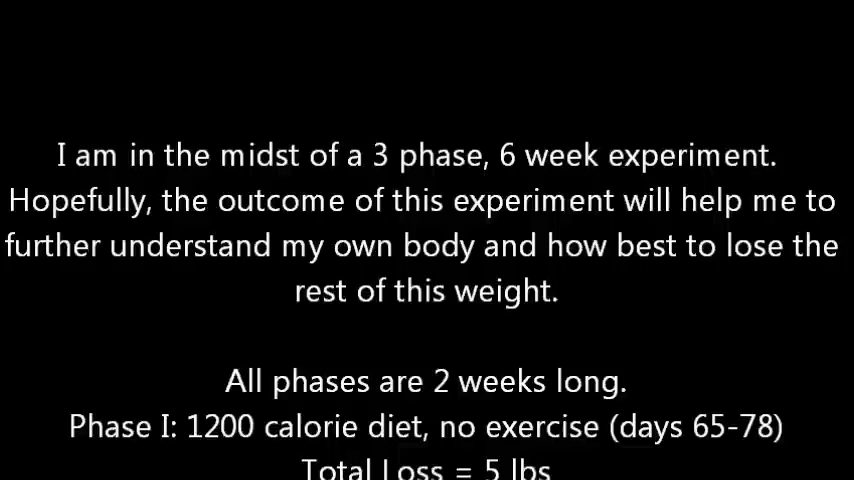 I am in the midst of a 3 phase, 6 week experiment.
Hopefully, the outcome of this experiment will help me to
further understand my own body and how best to lose the
rest of this weight.
All phases are 2 weeks long.
Phase I: 1200 calorie diet, no exercise (days 65-78)
Total Loss = 5 lbs